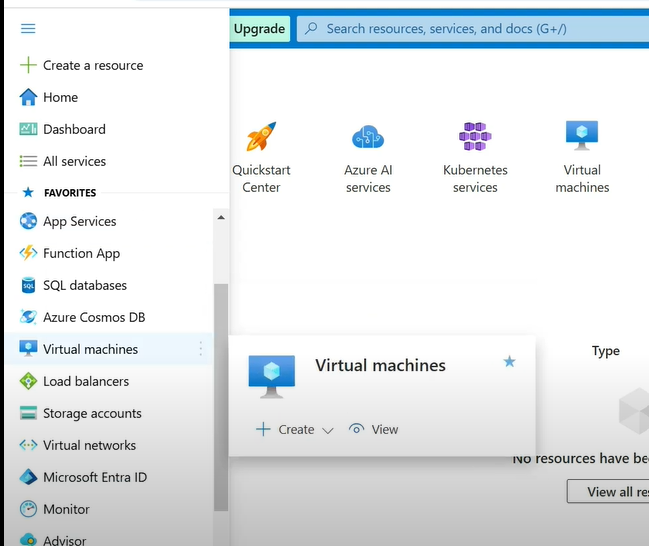 Upgrade
Search resources, services, and docs (G+/)
Create a resource
Home
Dashboard
All services
FAVORITES
App Services
Function App
SQL databases
Azure Cosmos DB
Virtual machines
Load balancers
Storage accounts
Virtual networks
Microsoft Entra ID
Monitor
Advisor
Quickstart
Center
Azure AI
services
Kubernetes
services
Virtual
machines
Virtual machines
Create
View
Type
No resources have
View all